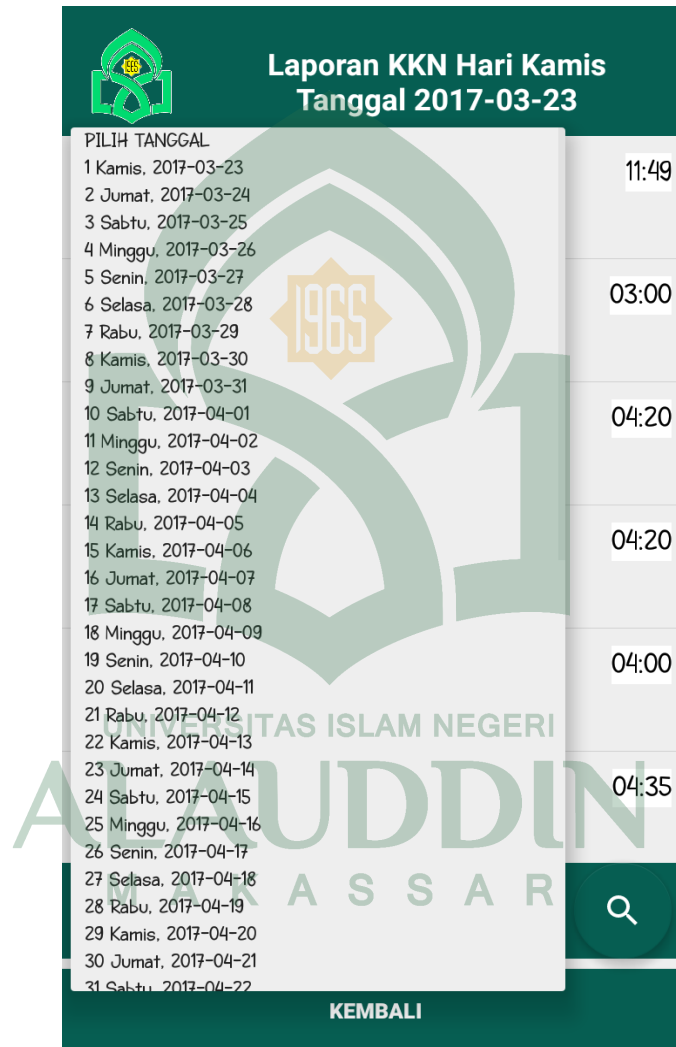 1965
Laporan KKN Hari Kamis
Tanggal 2017-03-23
PILIH TANGGAL
1 Kamis, 2017-03-23
2 Jumat, 2017-03-24
3 Sabtu, 2017-03-25
4 Minggu, 2017-03-26
5 Senin, 2017-03-27
6 Selasa, 2017-03-28
7 Rabu, 2017-03-29
8 Kamis, 2017-03-30
9 Jumat, 2017-03-31
10 Sabtu, 2017-04-01
11 Minggu, 2017-04-02
12 Senin, 2017-04-03
13 Selasa, 2017-04-04
14 Rabu, 2017-04-05
15 Kamis, 2017-04-06
16 Jumat, 2017-04-07
17 Sabtu, 2017-04-08
18 Minggu, 2017-04-09
19 Senin, 2017-04-10
20 Selasa, 2017-04-11
21 Rabu, 2017-04-12
22 Kamis, 2017-04-13
23 Jumat, 2017-04-14
24 Sabtu, 2017-04-15
25 Minggu, 2017-04-16
26 Senin, 2017-04-17
27 Selasa, 2017-04-18
28 Rabu, 2017-04-19
29 Kamis, 2017-04-20
30 Jumat, 2017-04-21
31 Sabtu, 2017-04-22
11:49
03:00
04:20
04:20
04:00
04:35
KEMBALI
1965
UNIVERSITAS ISLAM NEGERI
ALAUDDIN
MAKASSAR